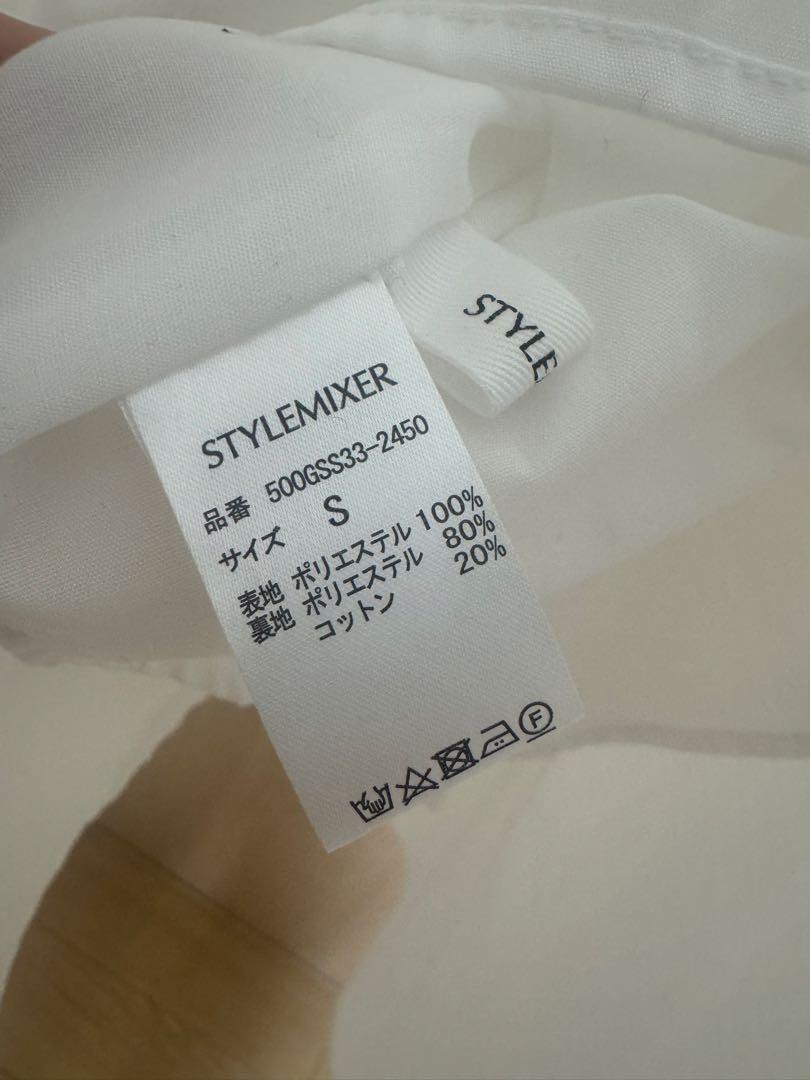 STYLE
STYLEMIXER
品番 500GSS33-2450
サイズ S
表地 ポリエステル 100%
裏地 ポリエステル 80%
コットン 20%
F